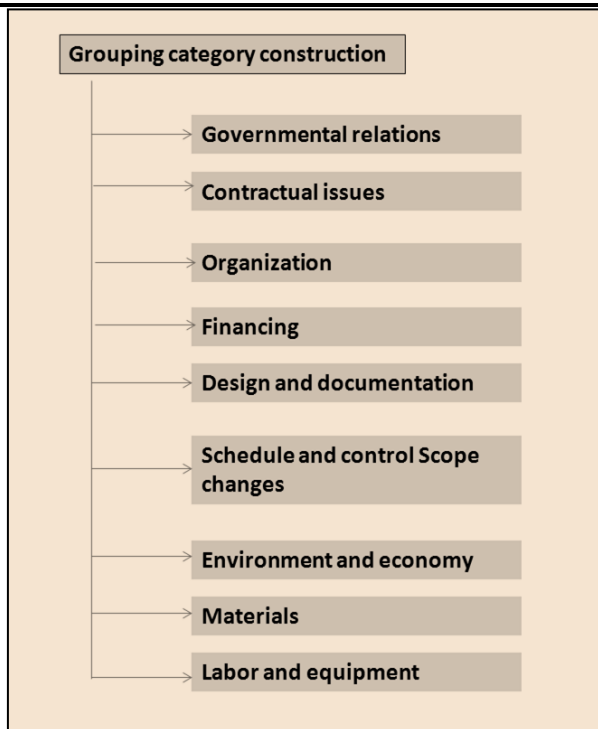 Grouping category construction
Governmental relations
Contractual issues
Organization
Financing
Design and documentation
Schedule and control Scope
changes
Environment and economy
Materials
Labor and equipment